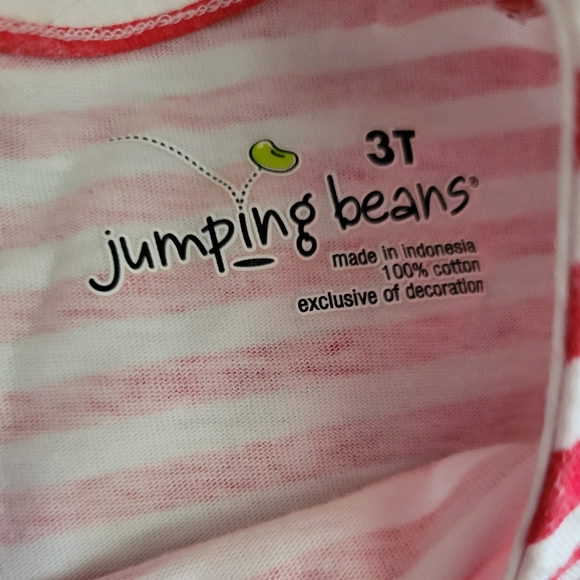 3T
jumping beans®
made in indonesia
100% cotton
exclusive of decoration